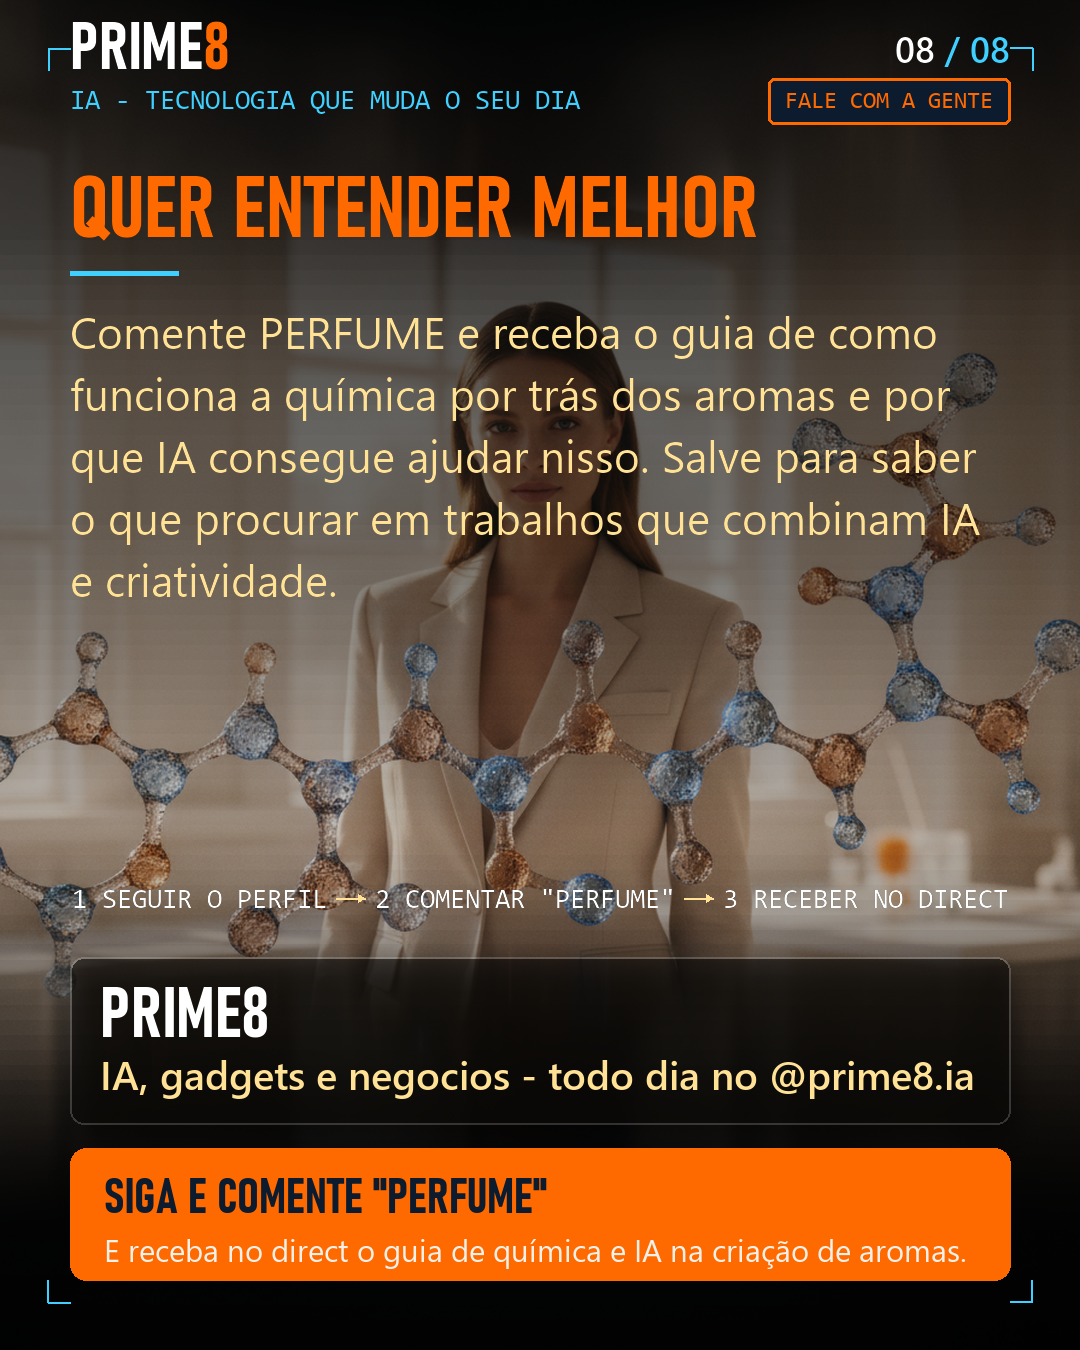 PRIME8
08 / 08
IA - TECNOLOGIA QUE MUDA O SEU DIA
FALE COM A GENTE
QUER ENTENDER MELHOR
Comente PERFUME e receba o guia de como
funciona a química por trás dos aromas e por
que IA consegue ajudar nisso. Salve para saber
o que procurar em trabalhos que combinam IA
e criatividade.
1 SEGUIR O PERFIL → 2 COMENTAR "PERFUME" → 3 RECEBER NO DIRECT
PRIME8
IA, gadgets e negocios - todo dia no @prime8.ia
SIGA E COMENTE "PERFUME"
E receba no direct o guia de química e IA na criação de aromas.